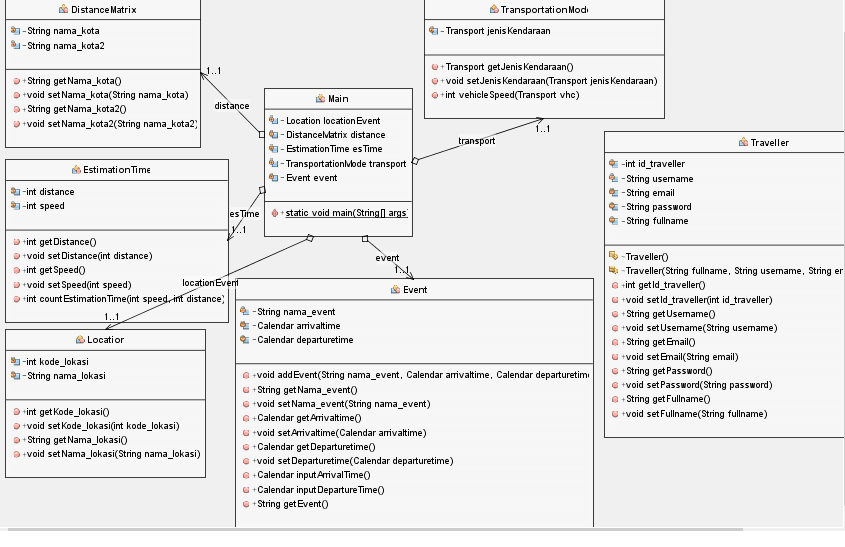 DistanceMatrix
-String nama_kota
-String nama_kota2
+String getNama_kota()
+void setNama_kota(String nama_kota)
+String getNama_kota2()
+void setNama_kota2(String nama_kota2)
TransportationMode
-Transport jenisKendaraan
+Transport getJenisKendaraan()
+void setJenisKendaraan(Transport jenisKendaraan)
+int vehicleSpeed(Transport vhc)
1..1
distance
Main
-Location locationEvent
-DistanceMatrix distance
-EstimationTime esTime
-TransportationMode transport
-Event event
+static void main(String[] args
transport
1..1
Traveller
-int id_traveller
-String username
-String email
-String password
-String fullname
-Traveller()
-Traveller(String fullname, String username, String er
+int getId_traveller()
+void setId_traveller(int id_traveller)
+String getUsername()
+void setUsername(String username)
+String getEmail()
+void setEmail(String email)
+String getPassword()
+void setPassword(String password)
+String getFullname()
+void setFullname(String fullname)
EstimationTime
-int distance
-int speed
+int getDistance()
+void setDistance(int distance)
+int getSpeed()
+void setSpeed(int speed)
+int countEstimationTime(int speed, int distance)
esTime
1..1
locationEvent
1..1
event
1..1
Location
-int kode_lokasi
-String nama_lokasi
+int getKode_lokasi()
+void setKode_lokasi(int kode_lokasi)
+String getNama_lokasi()
+void setNama_lokasi(String nama_lokasi)
Event
-String nama_event
-Calendar arrivaltime
-Calendar departuretime
+void addEvent(String nama_event, Calendar arrivaltime, Calendar departuretim
+String getNama_event()
+void setNama_event(String nama_event)
+Calendar getArrivaltime()
+void setArrivaltime(Calendar arrivaltime)
+Calendar getDeparturetime()
+void setDeparturetime(Calendar departuretime)
+Calendar inputArrivalTime()
+Calendar inputDepartureTime()
+String getEvent()